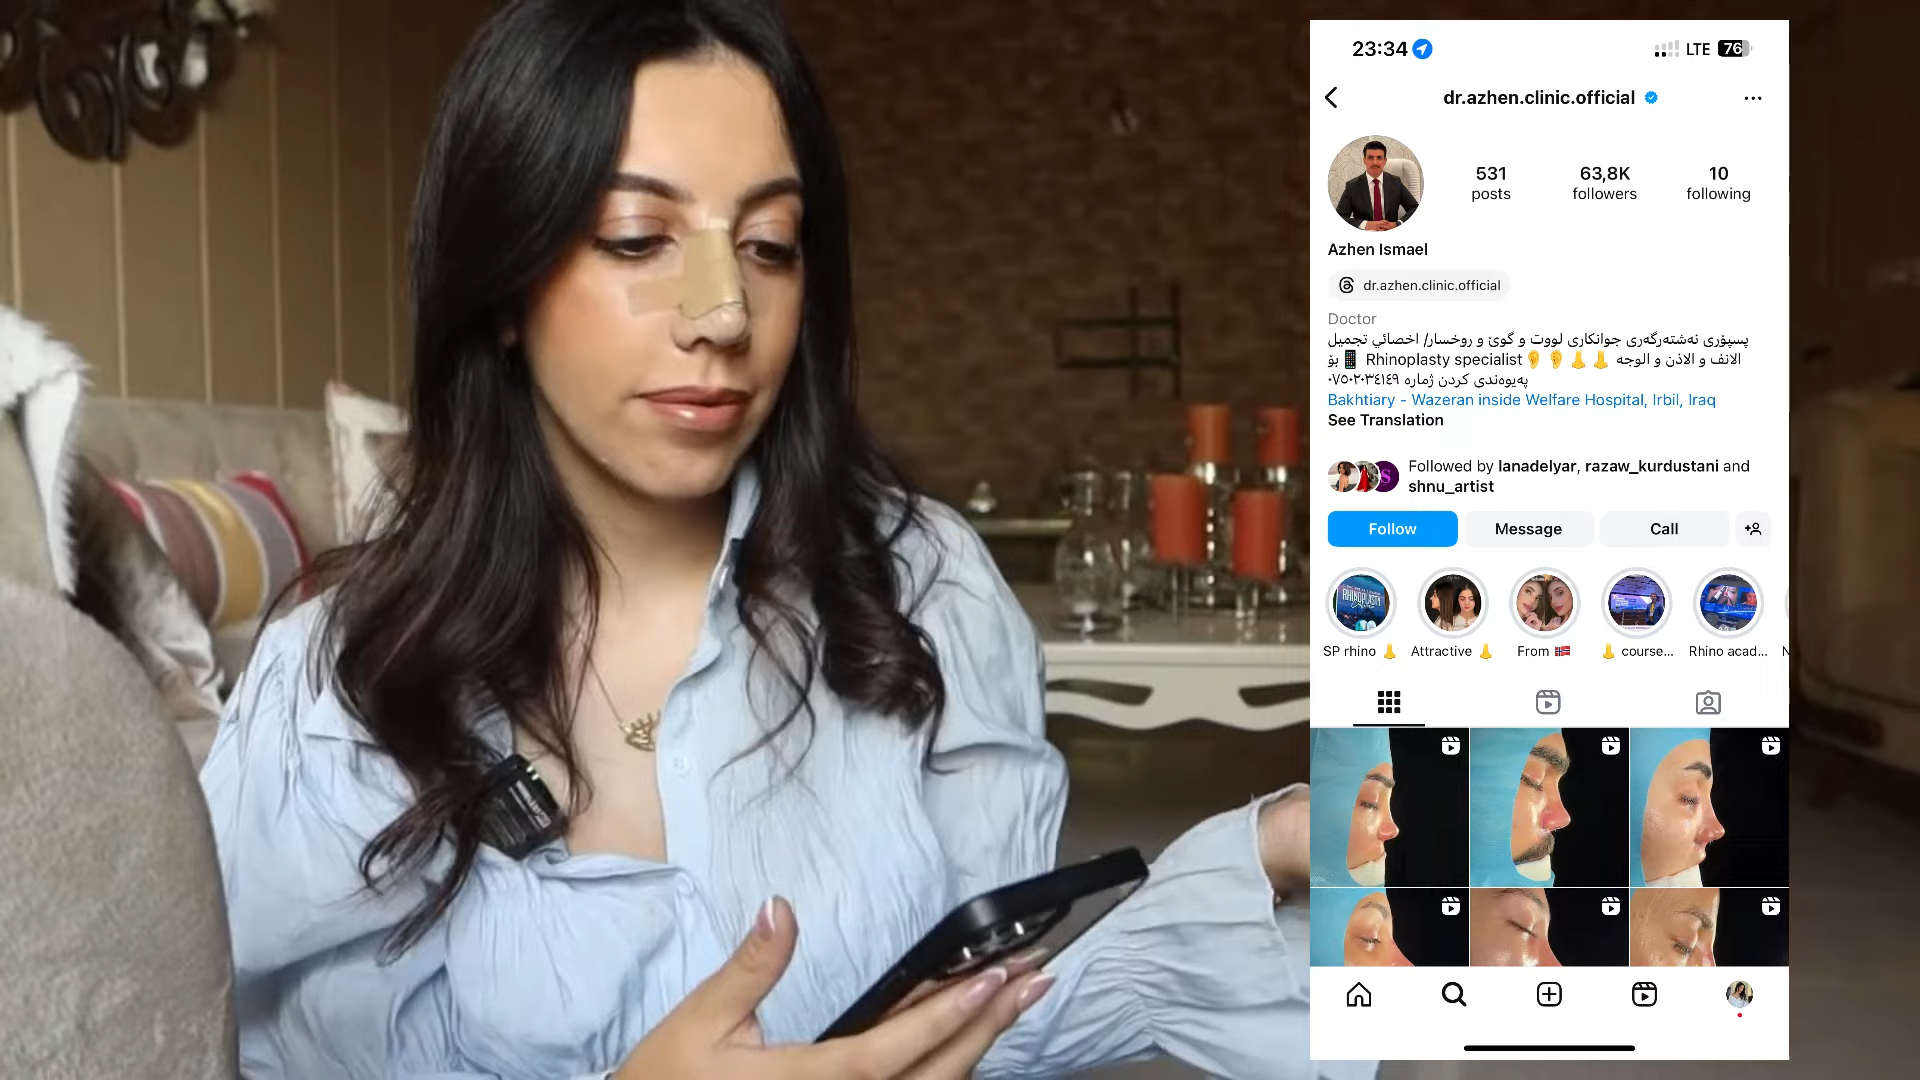 23:34
LTE 76
dr.azhen.clinic.official
531 posts
63,8K followers
10 following
Azhen Ismael
dr.azhen.clinic.official
Doctor
پسپۆری نەشتەرگەری جوانکاری لووت و گوێ و روخسار/ اخصائي تجميل
الانف و الاذن و الوجه 👃👃👂👂 Rhinoplasty specialist 📱 بۆ
پەیوەندی کردن ژمارە ٠٧٥٠٢٠٣٤١٤٩
Bakhtiary - Wazeran inside Welfare Hospital, Irbil, Iraq
See Translation
Followed by lanadelyar, razaw_kurdustani and
shnu_artist
Follow Message Call
RHINOPLASTY
SP rhino 👃 Attractive 👃 From 🇳🇴 👃 course... Rhino acad...